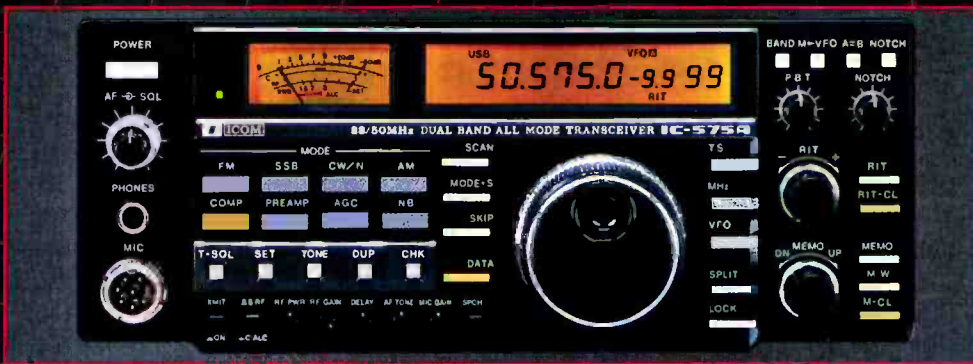 POWER
AF SQL
PHONES
MIC
USB
VFO A
50.575.0 -9.9 99
RIT
BAND M►VFO A=B NOTCH
PBT NOTCH
ICOM
28/50MHz DUAL BAND ALL MODE TRANSCEIVER IC-575A
MODE
FM SSB CW/N AM
COMP PREAMP AGC NB
T-SQL SET TONE DUP CHK
RF PWR RF GAIN DELAY AF TONE MIC GAIN SPCH
SCAN
MODE-S
SKIP
DATA
TS
MHz
VFO
SPLIT
LOCK
- RIT +
RIT
RIT-CL
DN MEMO UP
MEMO
MW
M-CL